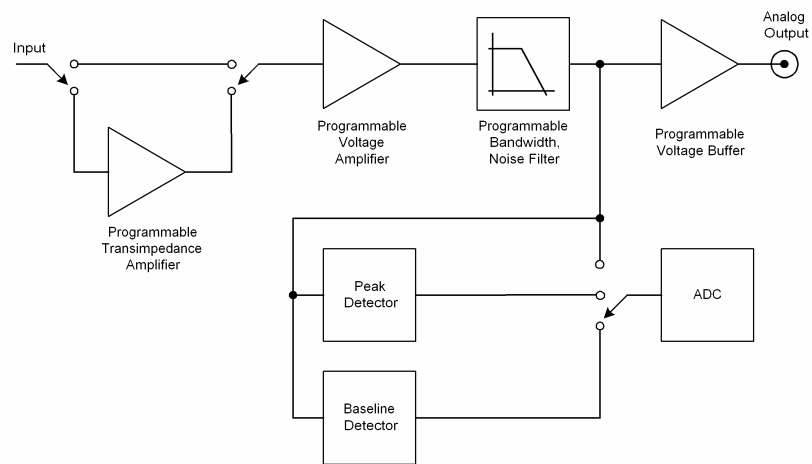 Input
Analog
Output
Programmable
Voltage
Amplifier
Programmable
Bandwidth,
Noise Filter
Programmable
Voltage Buffer
Programmable
Transimpedance
Amplifier
Peak
Detector
ADC
Baseline
Detector